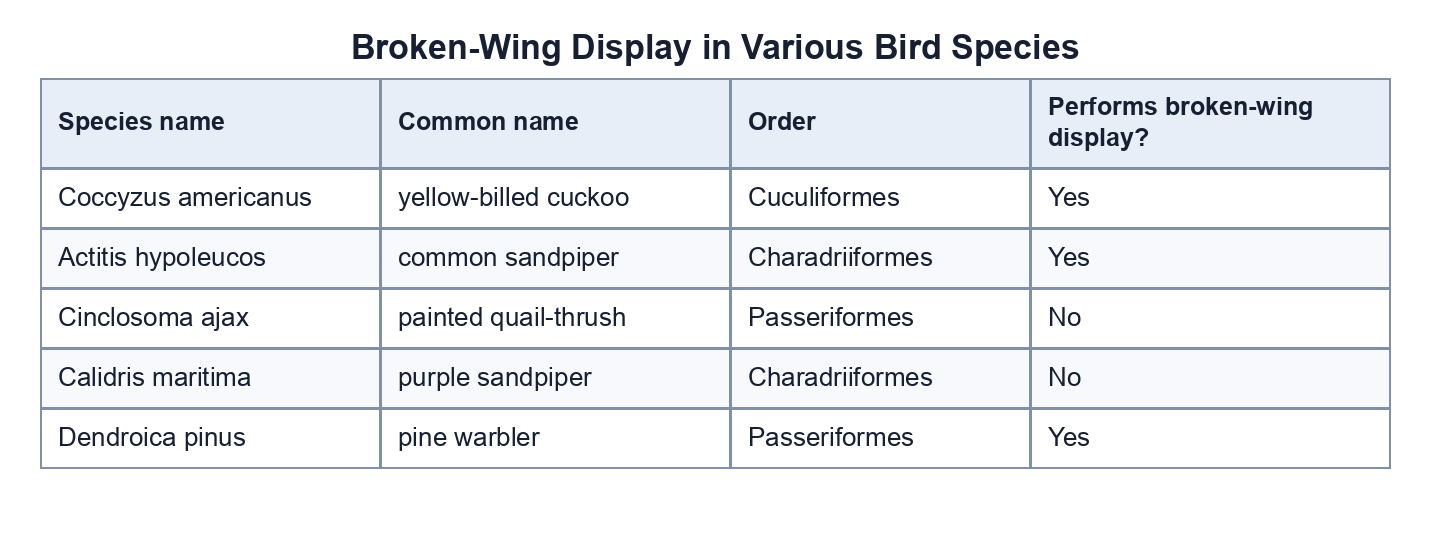 Broken-Wing Display in Various Bird Species
Species name Common name Order Performs broken-wing
display?
Coccyzus americanus yellow-billed cuckoo Cuculiformes Yes
Actitis hypoleucos common sandpiper Charadriiformes Yes
Cinclosoma ajax painted quail-thrush Passeriformes No
Calidris maritima purple sandpiper Charadriiformes No
Dendroica pinus pine warbler Passeriformes Yes